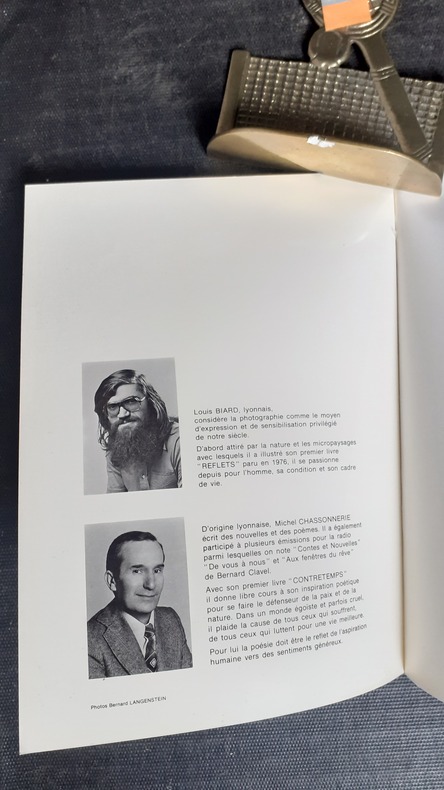 Louis BIARD, lyonnais,
considère la photographie comme le moyen
d'expression et de sensibilisation privilégié
de notre siècle.
D'abord attiré par la nature et les micropaysages
avec lesquels il a illustré son premier livre
"REFLETS" paru en 1976, il se passionne
depuis pour l'homme, sa condition et son cadre
de vie.
D'origine lyonnaise, Michel CHASSONNERIE
écrit des nouvelles et des poèmes. Il a également
participé à plusieurs émissions pour la radio
parmi lesquelles on note "Contes et Nouvelles"
"De vous à nous" et "Aux fenêtres du rêve"
de Bernard Clavel.
Avec son premier livre "CONTRETEMPS"
il donne libre cours à son inspiration poétique
pour se faire le défenseur de la paix et de la
nature. Dans un monde égoïste et parfois cruel,
il plaide la cause de tous ceux qui souffrent,
de tous ceux qui luttent pour une vie meilleure.
Pour lui la poésie doit être le reflet de l'aspiration
humaine vers des sentiments généreux.
Photos Bernard LANGENSTEIN